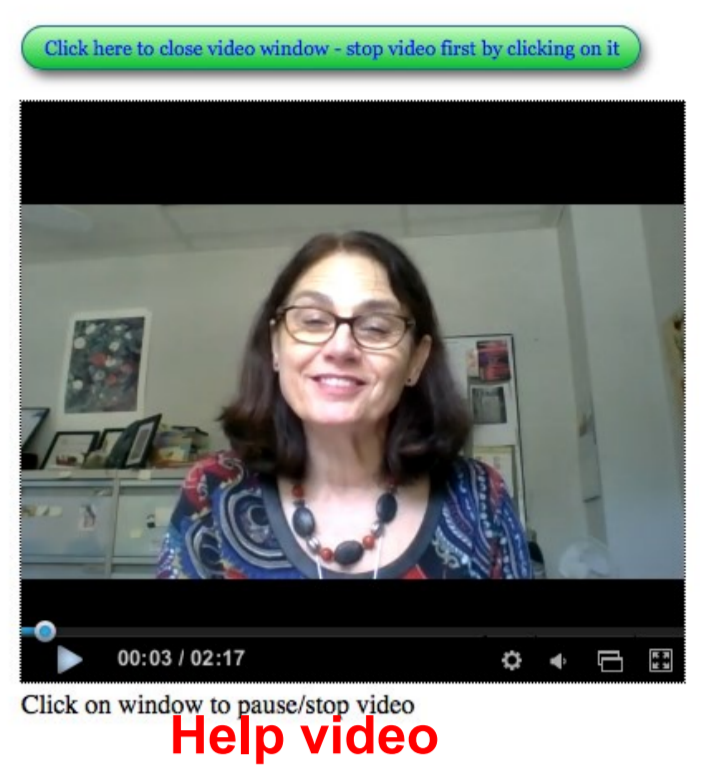 Click here to close video window - stop video first by clicking on it
00:03 / 02:17
Click on window to pause/stop video
Help video